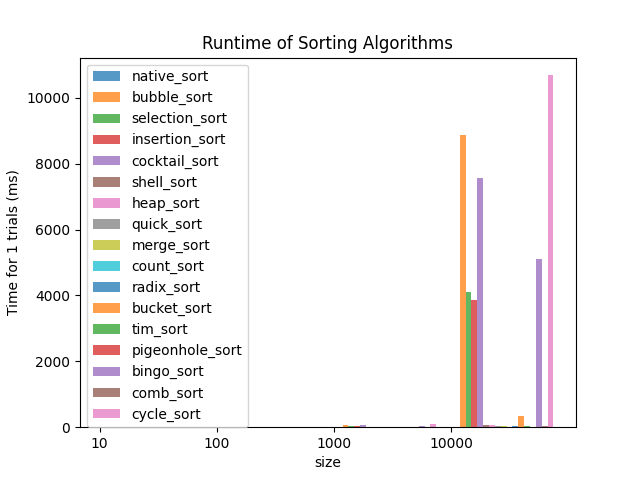 Runtime of Sorting Algorithms
Time for 1 trials (ms)
10000
8000
6000
4000
2000
0
native_sort
bubble_sort
selection_sort
insertion_sort
cocktail_sort
shell_sort
heap_sort
quick_sort
merge_sort
count_sort
radix_sort
bucket_sort
tim_sort
pigeonhole_sort
bingo_sort
comb_sort
cycle_sort
10 100 1000 10000
size